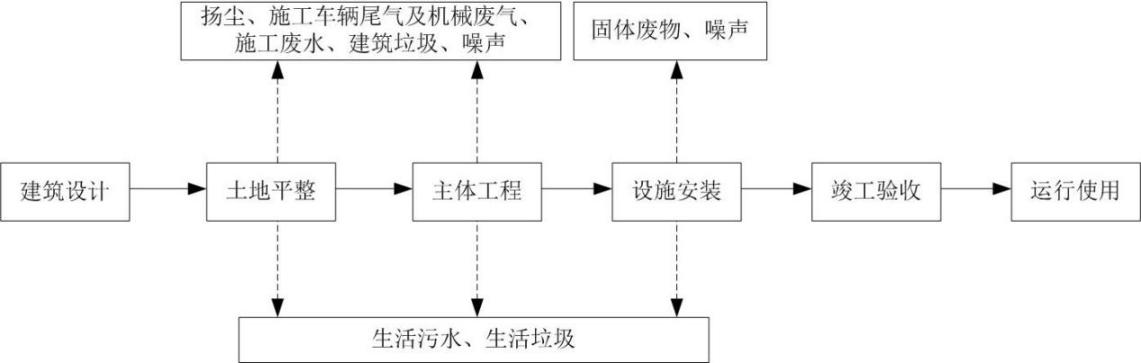 扬尘、施工车辆尾气及机械废气、
施工废水、建筑垃圾、噪声
固体废物、噪声
建筑设计
土地平整
主体工程
设施安装
竣工验收
运行使用
生活污水、生活垃圾